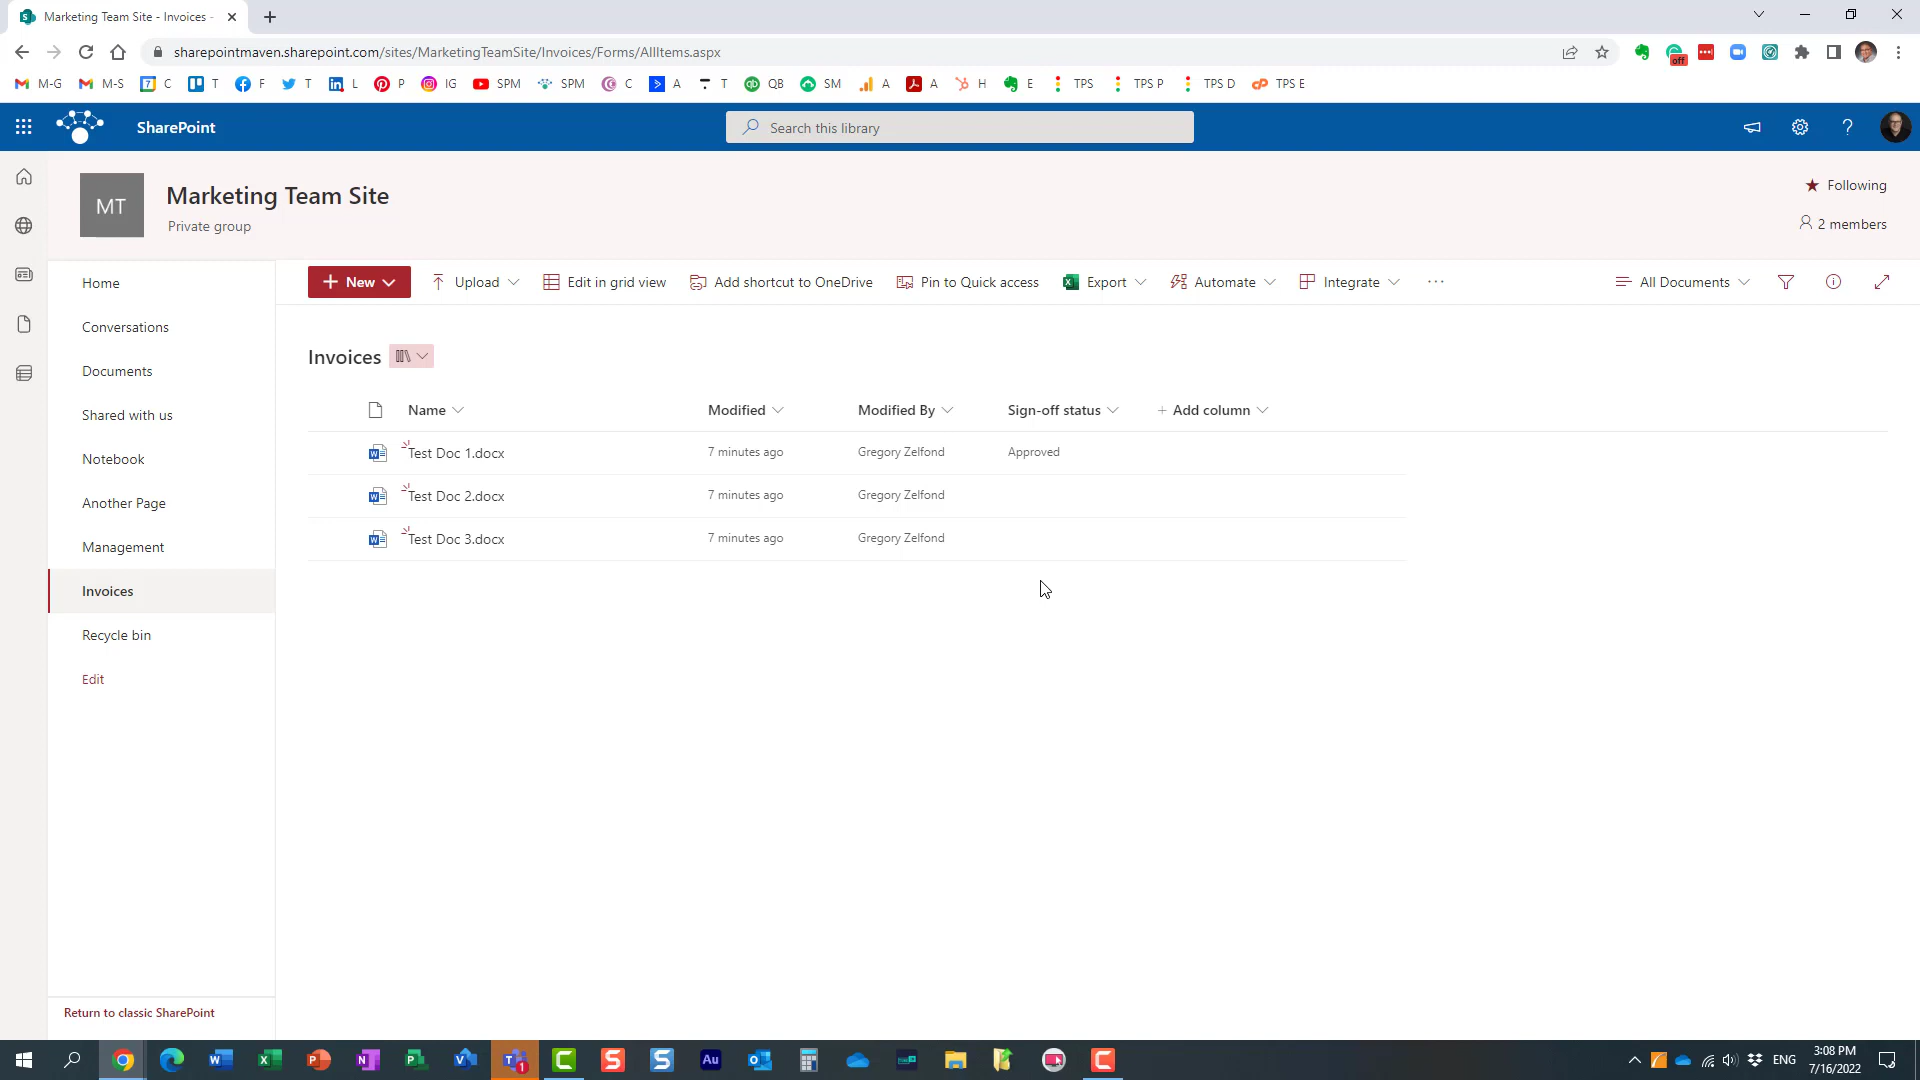 Marketing Team Site - Invoices -
sharepointmaven.sharepoint.com/sites/MarketingTeamSite/Invoices/Forms/AllItems.aspx
off
M-G M-S 7 C T F T L P IG SPM SPM C A T QB SM A A H E TPS TPS P TPS D TPS E
SharePoint
Search this library
MT
Marketing Team Site
Private group
Following
2 members
Home
Conversations
Documents
Shared with us
Notebook
Another Page
Management
Invoices
Recycle bin
Edit
Return to classic SharePoint
New Upload Edit in grid view Add shortcut to OneDrive Pin to Quick access Export Automate Integrate ··· All Documents
Invoices
Name Modified Modified By Sign-off status + Add column
Test Doc 1.docx 7 minutes ago Gregory Zelfond Approved
Test Doc 2.docx 7 minutes ago Gregory Zelfond
Test Doc 3.docx 7 minutes ago Gregory Zelfond
Au
1
ENG
3:08 PM
7/16/2022